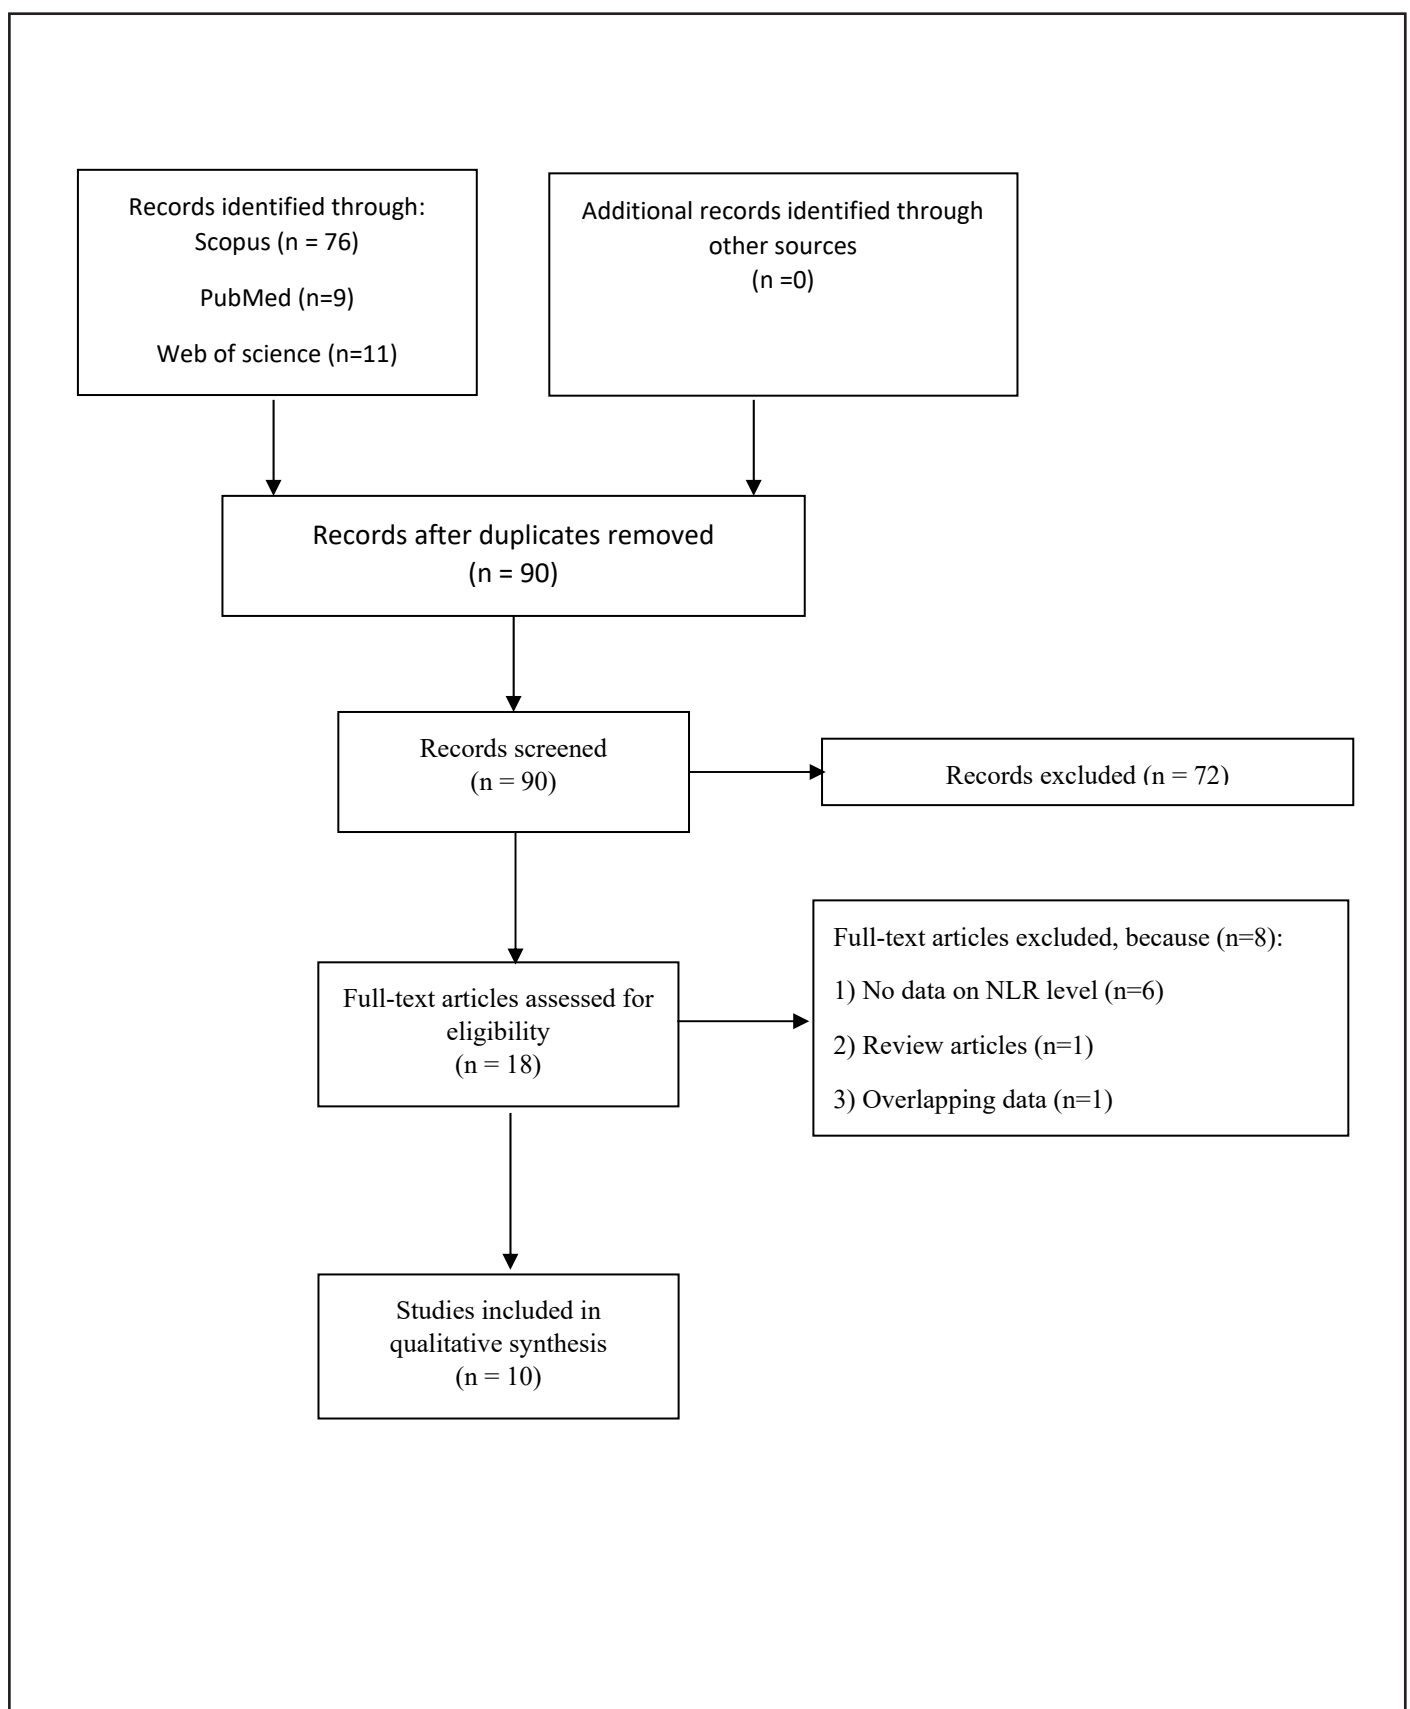 Records identified through:
Scopus (n = 76)
PubMed (n=9)
Web of science (n=11)
Additional records identified through
other sources
(n =0)
Records after duplicates removed
(n = 90)
Records screened
(n = 90)
Records excluded (n = 72)
Full-text articles assessed for
eligibility
(n = 18)
Full-text articles excluded, because (n=8):
1) No data on NLR level (n=6)
2) Review articles (n=1)
3) Overlapping data (n=1)
Studies included in
qualitative synthesis
(n = 10)